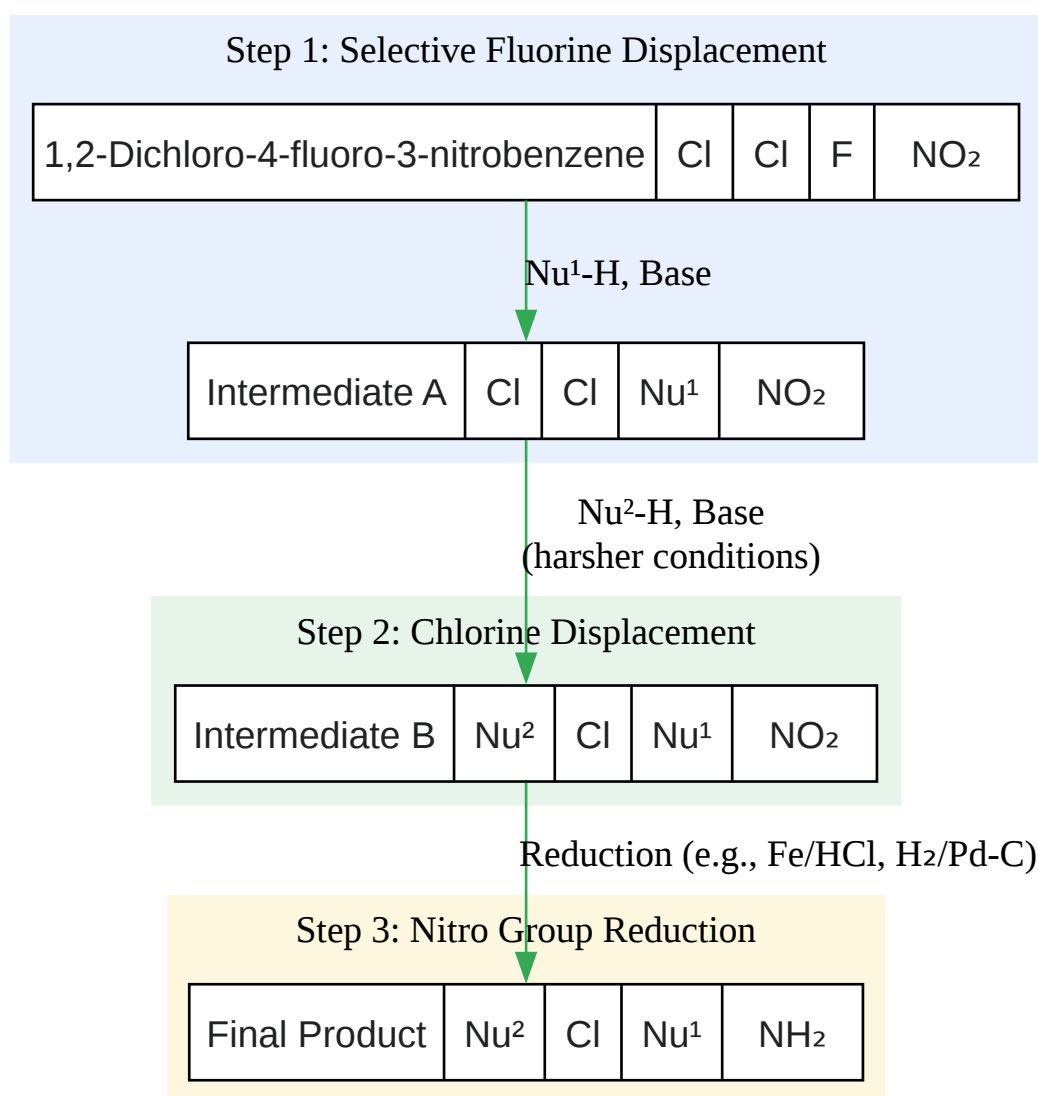 Step 1: Selective Fluorine Displacement
1,2-Dichloro-4-fluoro-3-nitrobenzene Cl Cl F NO₂
Nu¹-H, Base
Intermediate A Cl Cl Nu¹ NO₂
Nu²-H, Base
(harsher conditions)
Step 2: Chlorine Displacement
Intermediate B Nu² Cl Nu¹ NO₂
Reduction (e.g., Fe/HCl, H₂/Pd-C)
Step 3: Nitro Group Reduction
Final Product Nu² Cl Nu¹ NH₂